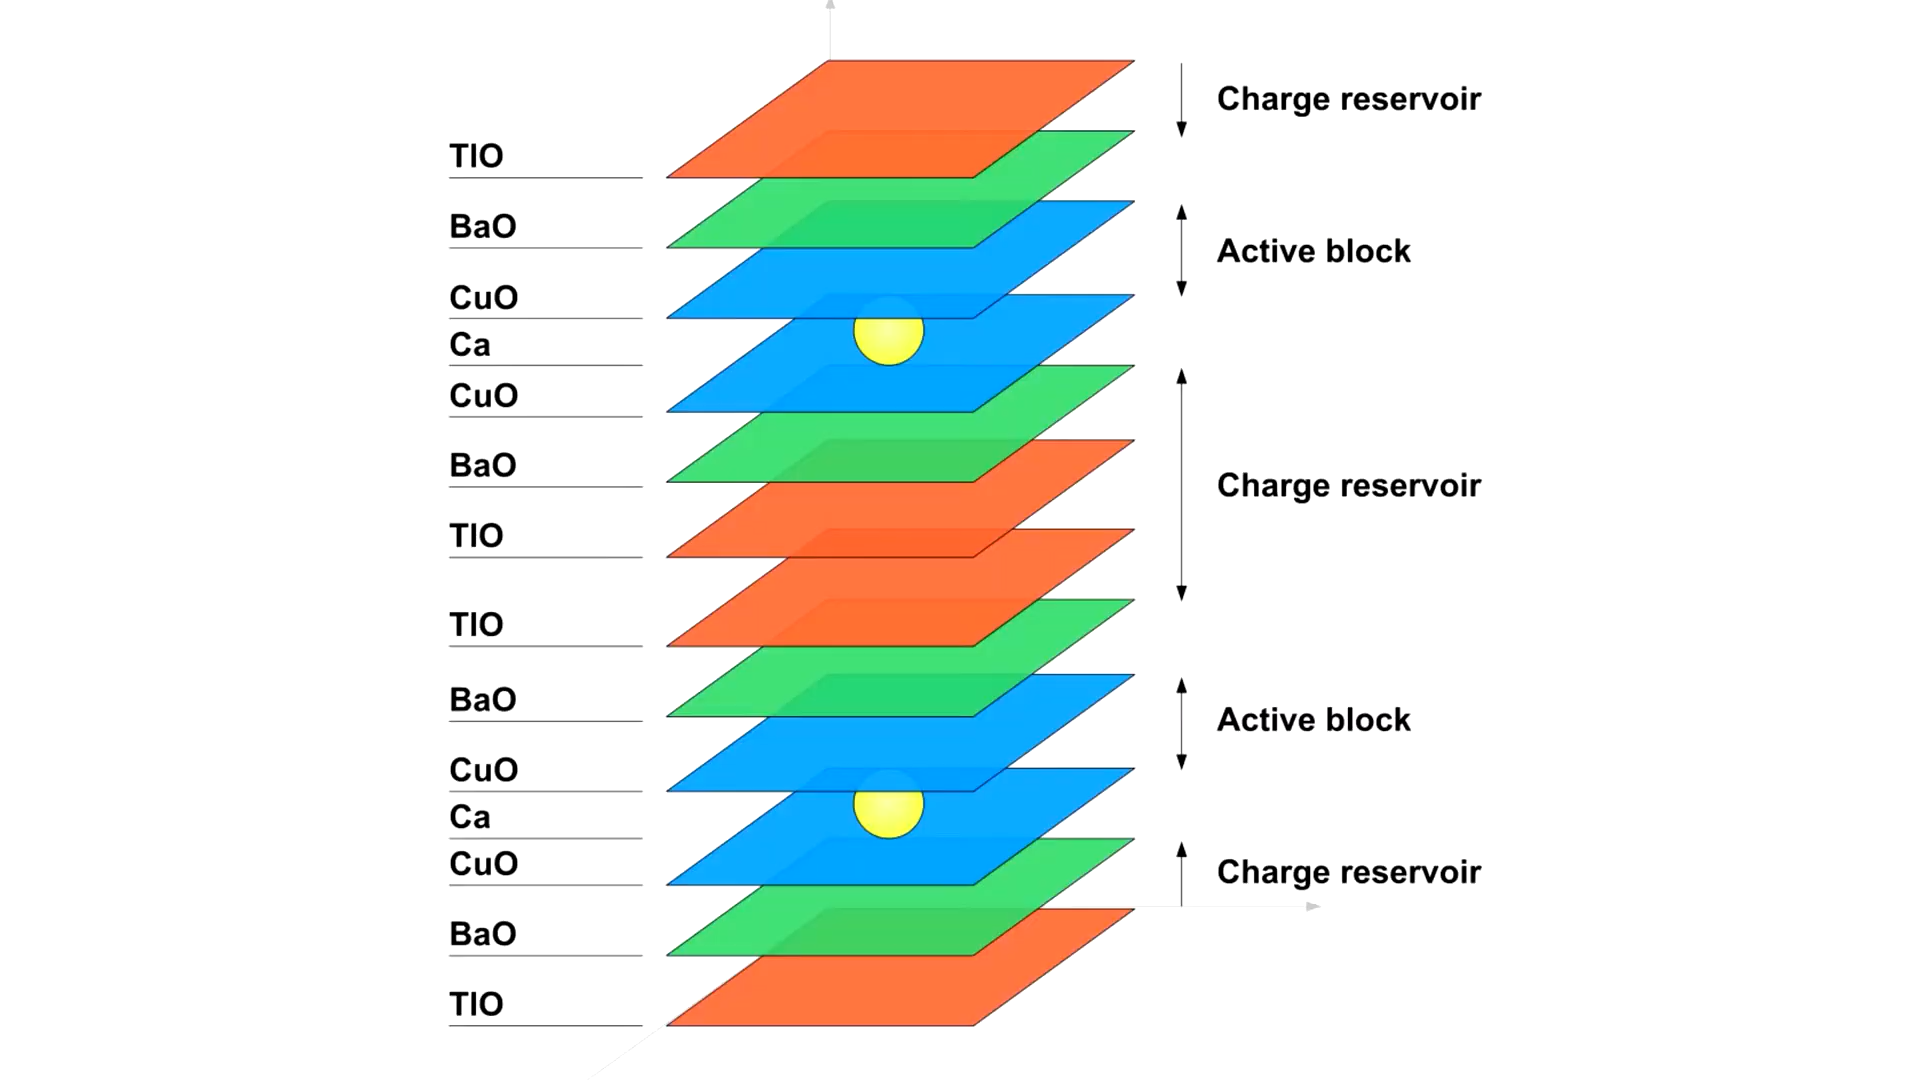 TlO
BaO
CuO
Ca
CuO
BaO
TlO
TlO
BaO
CuO
Ca
CuO
BaO
TlO
Charge reservoir
Active block
Charge reservoir
Active block
Charge reservoir